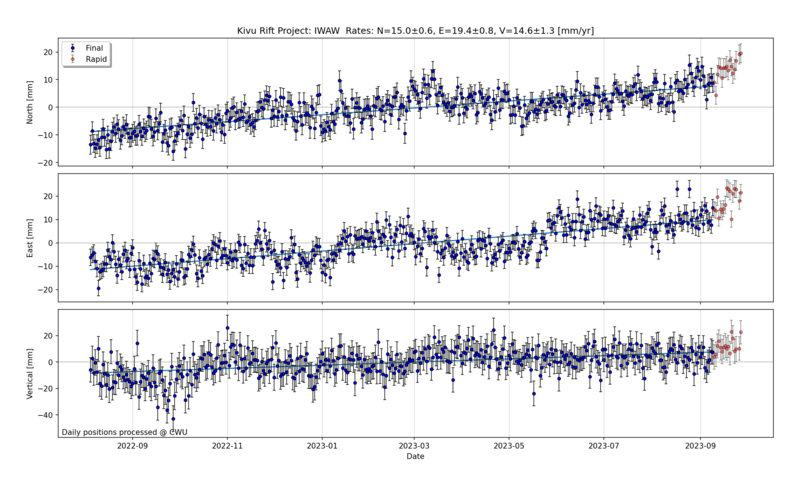 Kivu Rift Project: IWAW  Rates: N=15.0±0.6, E=19.4±0.8, V=14.6±1.3 [mm/yr]
Final
Rapid
North [mm]
20
10
0
−10
−20
East [mm]
20
10
0
−10
−20
Vertical [mm]
20
0
−20
−40
Daily positions processed @ CWU
2022-09
2022-11
2023-01
2023-03
2023-05
2023-07
2023-09
Date